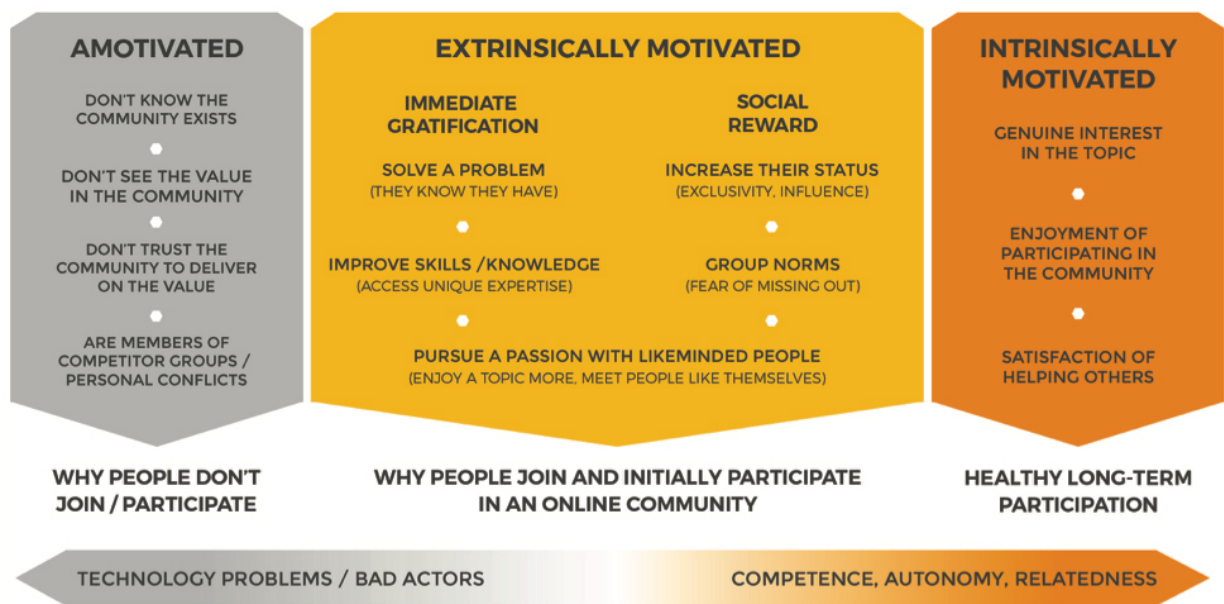 AMOTIVATED
DON'T KNOW THE
COMMUNITY EXISTS
DON'T SEE THE VALUE
IN THE COMMUNITY
DON'T TRUST THE
COMMUNITY TO DELIVER
ON THE VALUE
ARE MEMBERS OF
COMPETITOR GROUPS /
PERSONAL CONFLICTS
WHY PEOPLE DON'T
JOIN / PARTICIPATE
EXTRINSICALLY MOTIVATED
IMMEDIATE
GRATIFICATION
SOLVE A PROBLEM
(THEY KNOW THEY HAVE)
IMPROVE SKILLS /KNOWLEDGE
(ACCESS UNIQUE EXPERTISE)
SOCIAL
REWARD
INCREASE THEIR STATUS
(EXCLUSIVITY, INFLUENCE)
GROUP NORMS
(FEAR OF MISSING OUT)
PURSUE A PASSION WITH LIKEMINDED PEOPLE
(ENJOY A TOPIC MORE, MEET PEOPLE LIKE THEMSELVES)
WHY PEOPLE JOIN AND INITIALLY PARTICIPATE
IN AN ONLINE COMMUNITY
INTRINSICALLY
MOTIVATED
GENUINE INTEREST
IN THE TOPIC
ENJOYMENT OF
PARTICIPATING IN
THE COMMUNITY
SATISFACTION OF
HELPING OTHERS
HEALTHY LONG-TERM
PARTICIPATION
TECHNOLOGY PROBLEMS / BAD ACTORS
COMPETENCE, AUTONOMY, RELATEDNESS